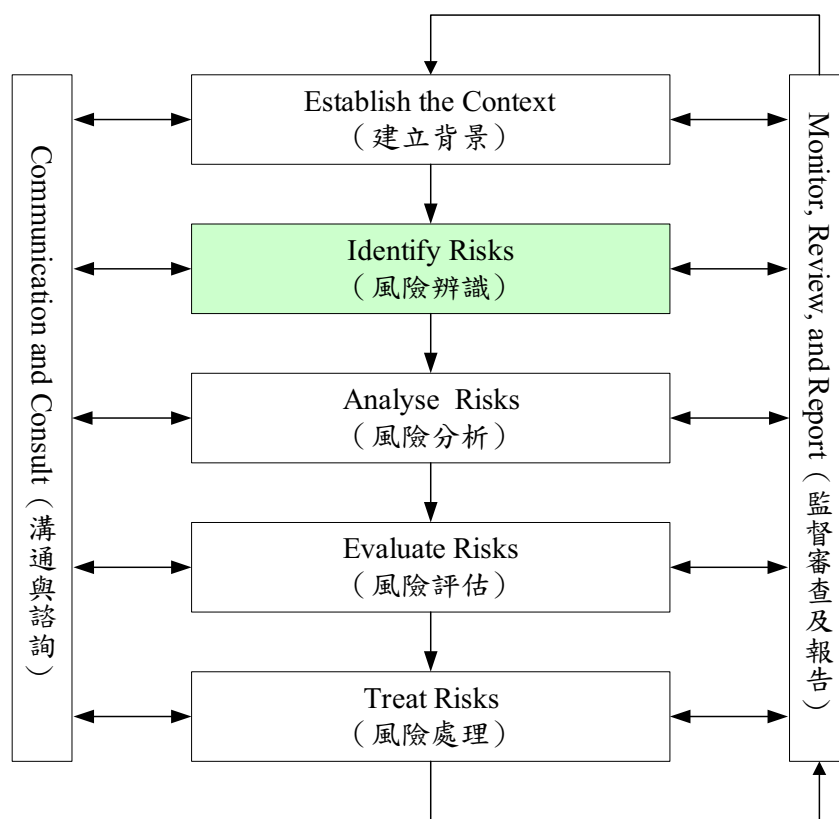 Communication and Consult（溝通與諮詢）
Establish the Context
（建立背景）
Identify Risks
（風險辨識）
Analyse Risks
（風險分析）
Evaluate Risks
（風險評估）
Treat Risks
（風險處理）
Monitor, Review, and Report（監督審查及報告）